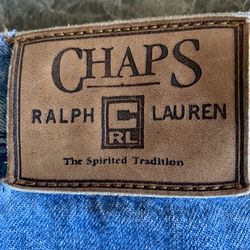 CHAPS
RALPH C LAUREN
RL
The Spirited Tradition